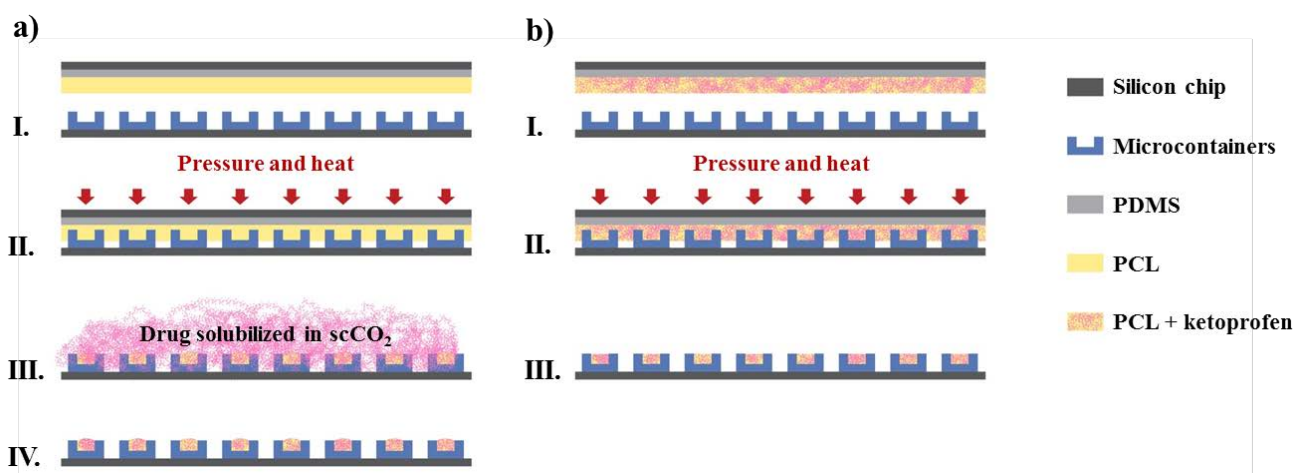 a)
I.
Pressure and heat
II.
Drug solubilized in scCO₂
III.
IV.
b)
I.
Pressure and heat
II.
III.
Silicon chip
Microcontainers
PDMS
PCL
PCL + ketoprofen